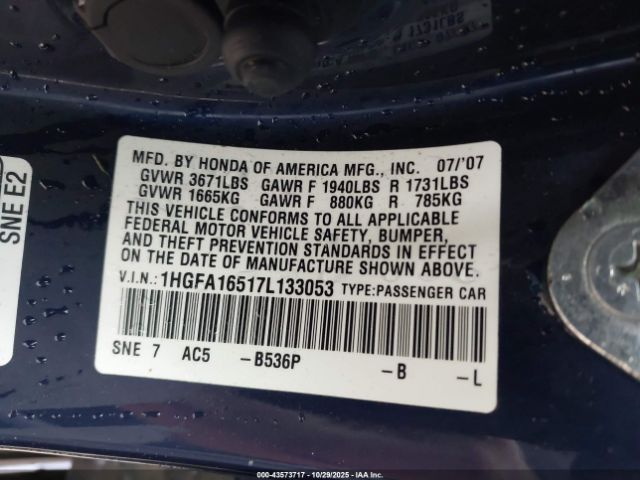 1731LBS
SNE E2
MFD. BY HONDA OF AMERICA MFG., INC. 07/'07
GVWR 3671LBS GAWR F 1940LBS R 1731LBS
GVWR 1665KG GAWR F 880KG R 785KG
THIS VEHICLE CONFORMS TO ALL APPLICABLE
FEDERAL MOTOR VEHICLE SAFETY, BUMPER,
AND THEFT PREVENTION STANDARDS IN EFFECT
ON THE DATE OF MANUFACTURE SHOWN ABOVE.
V.I.N.: 1HGFA16517L133053 TYPE:PASSENGER CAR
SNE 7 AC5 -B536P -B -L
000-43573717 - 10/29/2025 - IAA Inc.